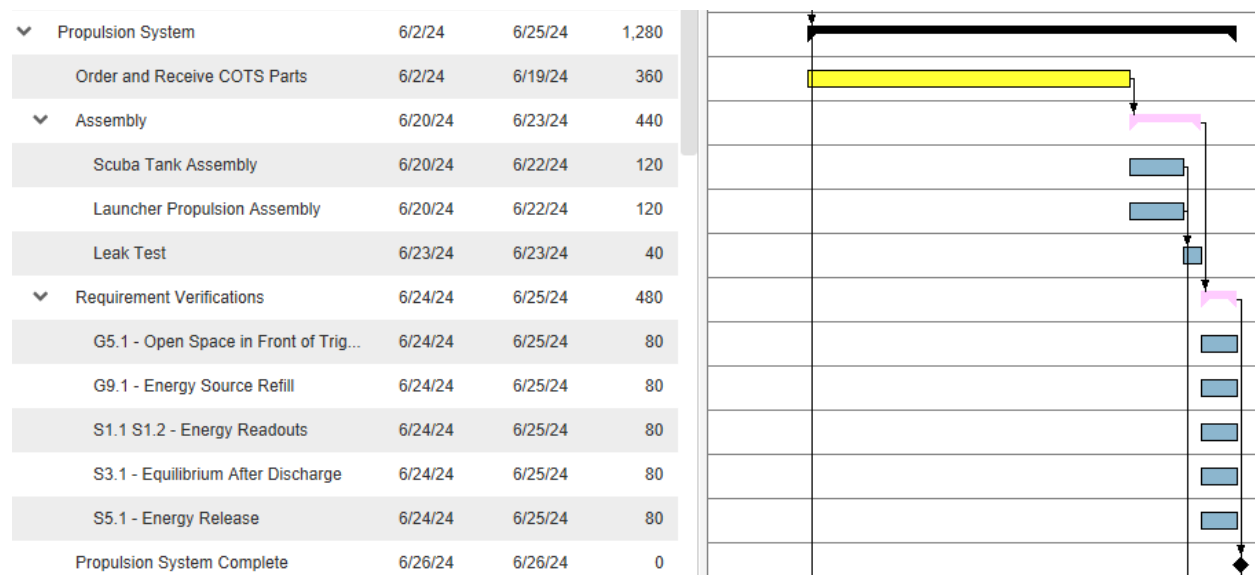 Propulsion System 6/2/24 6/25/24 1,280
Order and Receive COTS Parts 6/2/24 6/19/24 360
Assembly 6/20/24 6/23/24 440
Scuba Tank Assembly 6/20/24 6/22/24 120
Launcher Propulsion Assembly 6/20/24 6/22/24 120
Leak Test 6/23/24 6/23/24 40
Requirement Verifications 6/24/24 6/25/24 480
G5.1 - Open Space in Front of Trig... 6/24/24 6/25/24 80
G9.1 - Energy Source Refill 6/24/24 6/25/24 80
S1.1 S1.2 - Energy Readouts 6/24/24 6/25/24 80
S3.1 - Equilibrium After Discharge 6/24/24 6/25/24 80
S5.1 - Energy Release 6/24/24 6/25/24 80
Propulsion System Complete 6/26/24 6/26/24 0